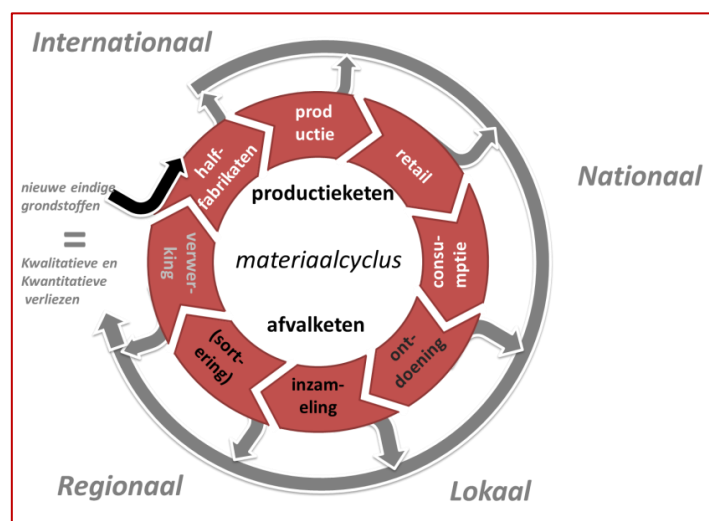 Internationaal
prod
uctie
half-
fabrikaten
retail
nieuwe eindige
grondstoffen
=
Kwalitatieve en
Kwantitatieve
verliezen
productieketen
Nationaal
verwer-
king
materiaalcyclus
consu-
mptie
afvalketen
(sort-
ering)
inzam-
eling
ont-
doening
Regionaal
Lokaal